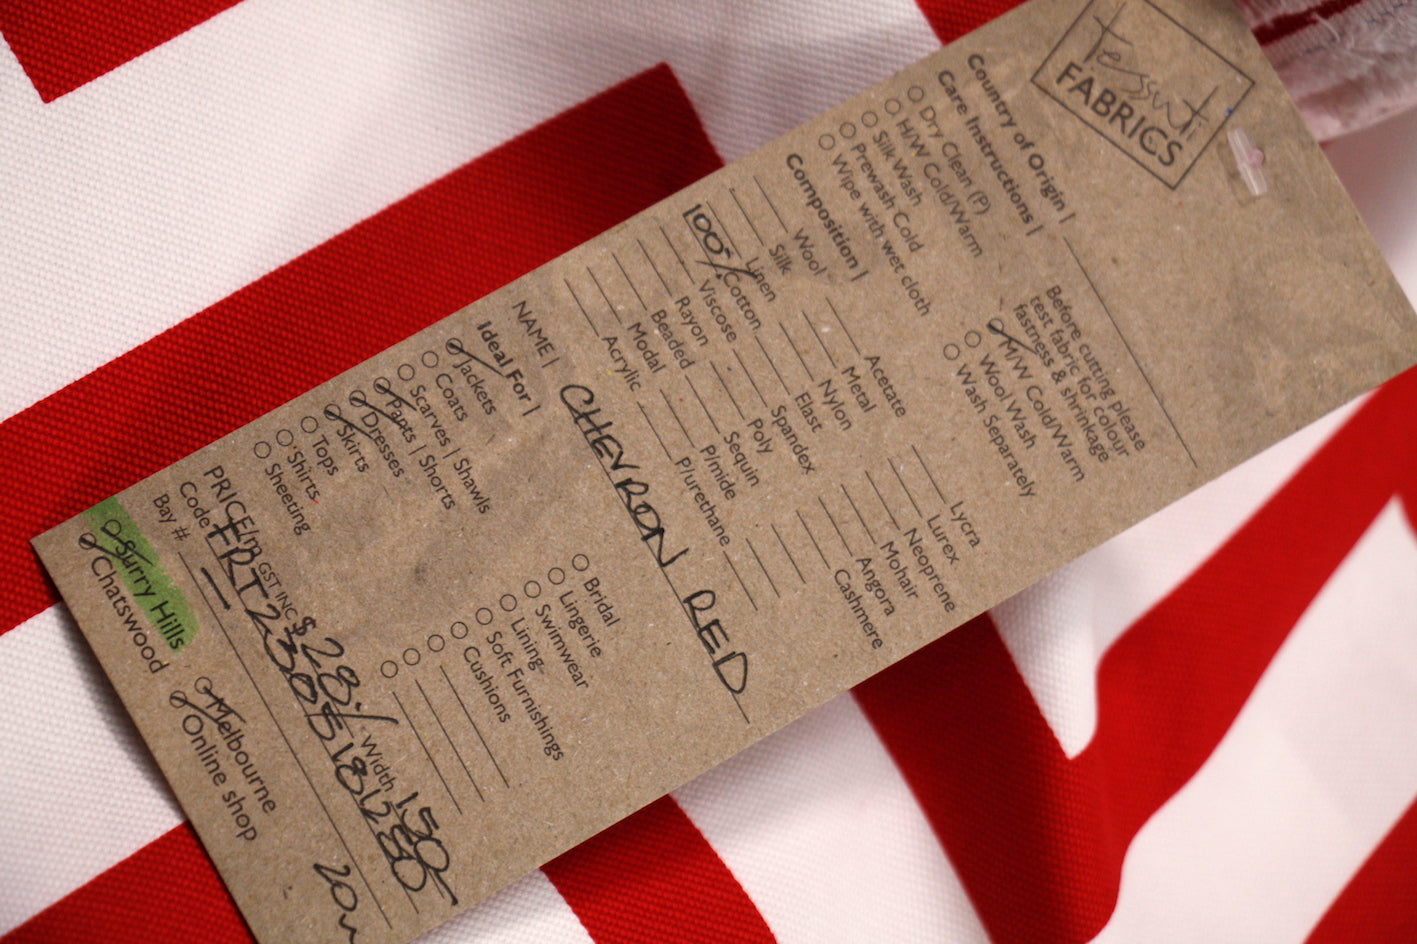 Tessuti
FABRICS
Country of Origin |
Care Instructions |
Dry Clean (P)
H/W Cold/Warm
Silk Wash
Prewash Cold
Wipe with wet cloth
Before cutting please
test fabric for colour
fastness & shrinkage
M/W Cold/Warm
Wool Wash
Wash Separately
Composition |
Wool
Silk
Linen
100% Cotton
Viscose
Rayon
Beaded
Modal
Acrylic
Acetate
Metal
Nylon
Elast
Spandex
Poly
Sequin
P/mide
P/urethane
Lycra
Lurex
Neoprene
Mohair
Angora
Cashmere
NAME | CHEVRON RED
Ideal For |
Jackets
Coats
Scarves | Shawls
Pants | Shorts
Dresses
Skirts
Tops
Shirts
Sheeting
Bridal
Lingerie
Swimwear
Lining
Soft Furnishings
Cushions
PRICE/m GST INC $28 Width 150
Code
Bay #
Surry Hills
Chatswood
Melbourne
Online shop